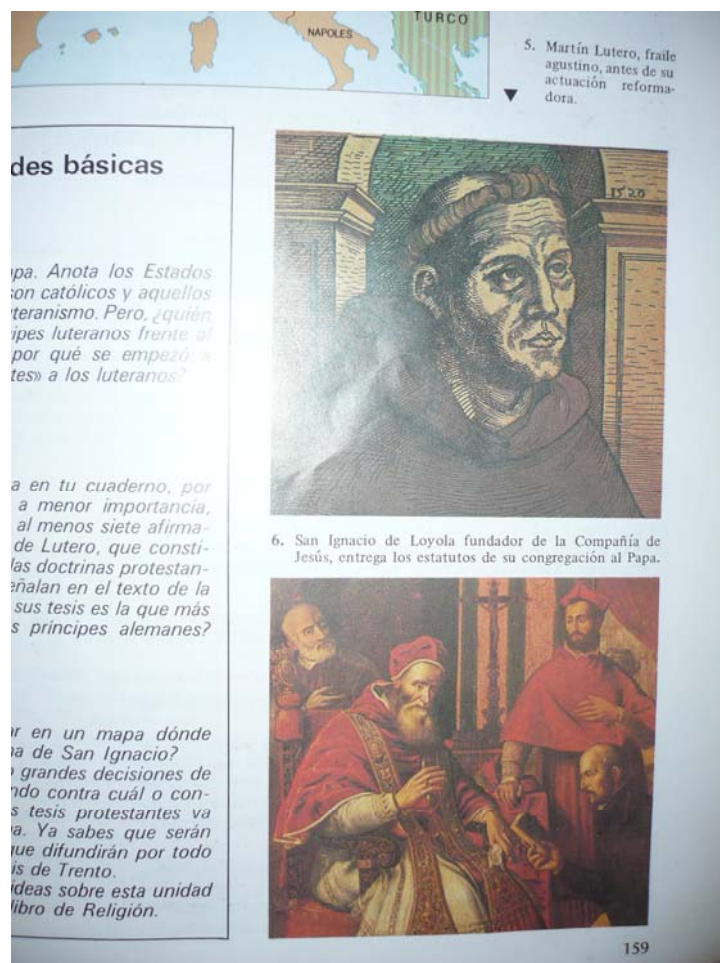 TURCO
NAPOLES
5. Martín Lutero, fraile
agustino, antes de su
actuación reforma-
dora.
des básicas
pa. Anota los Estados
son católicos y aquellos
uteranismo. Pero, ¿quién
ipes luteranos frente al
por qué se empezó a
tes» a los luteranos?
a en tu cuaderno, por
a menor importancia,
al menos siete afirma-
de Lutero, que consti-
las doctrinas protestan-
eñalan en el texto de la
sus tesis es la que más
s príncipes alemanes?
ar en un mapa dónde
na de San Ignacio?
o grandes decisiones de
ndo contra cuál o con-
s tesis protestantes va
a. Ya sabes que serán
que difundirán por todo
is de Trento.
ideas sobre esta unidad
libro de Religión.
1520
6. San Ignacio de Loyola fundador de la Compañía de
Jesús, entrega los estatutos de su congregación al Papa.
159